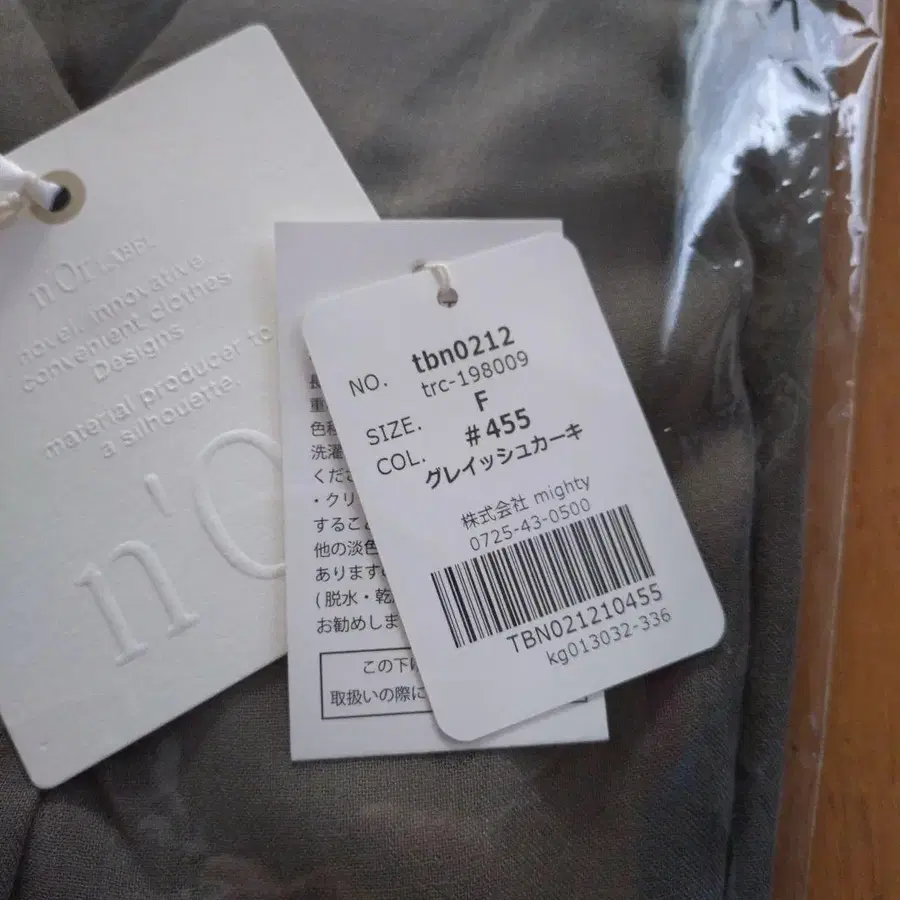 n'Or LABEL
novel, innovative
convenient clothes
Designs
material producer to
a silhouette.
n'O
長
重
色
洗濯
くださ
・クリ
するこ
他の淡色
あります
(脱水・乾
お勧めしま
この下
取扱いの際に
NO. tbn0212
trc-198009
SIZE. F
COL. #455
グレイッシュカーキ
株式会社 mighty
0725-43-0500
TBN021210455
kg013032-336